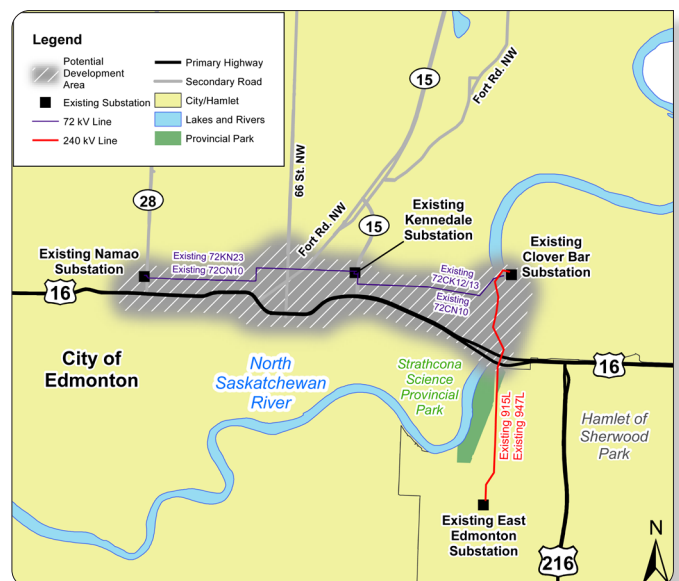 Legend
Potential
Development
Area
Existing Substation
72 kV Line
240 kV Line
Primary Highway
Secondary Road
City/Hamlet
Lakes and Rivers
Provincial Park
15
Fort Rd. NW
66 St. NW
28
Fort Rd. NW
15
Existing
Kennedale
Substation
Existing Namao
Substation
Existing 72KN23
Existing 72CN10
Existing
72CK12/13
Existing
72CN10
Existing
Clover Bar
Substation
16
City of
Edmonton
North
Saskatchewan
River
Strathcona
Science
Provincial
Park
16
Existing 915L
Existing 947L
Hamlet of
Sherwood
Park
Existing East
Edmonton
Substation
216
N